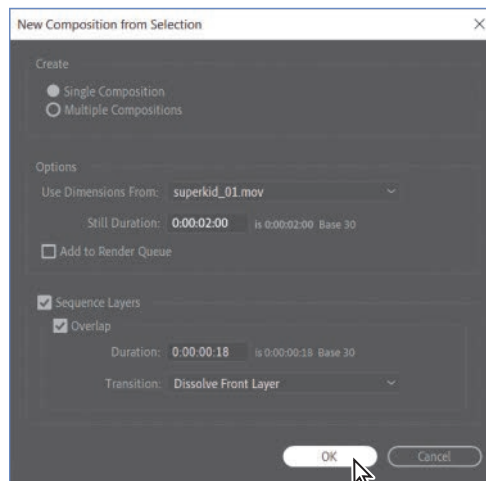 New Composition from Selection
Create
Single Composition
Multiple Compositions
Options
Use Dimensions From: superkid_01.mov
Still Duration: 0:00:02:00 is 0:00:02:00 Base 30
Add to Render Queue
Sequence Layers
Overlap
Duration: 0:00:00:18 is 0:00:00:18 Base 30
Transition: Dissolve Front Layer
OK Cancel